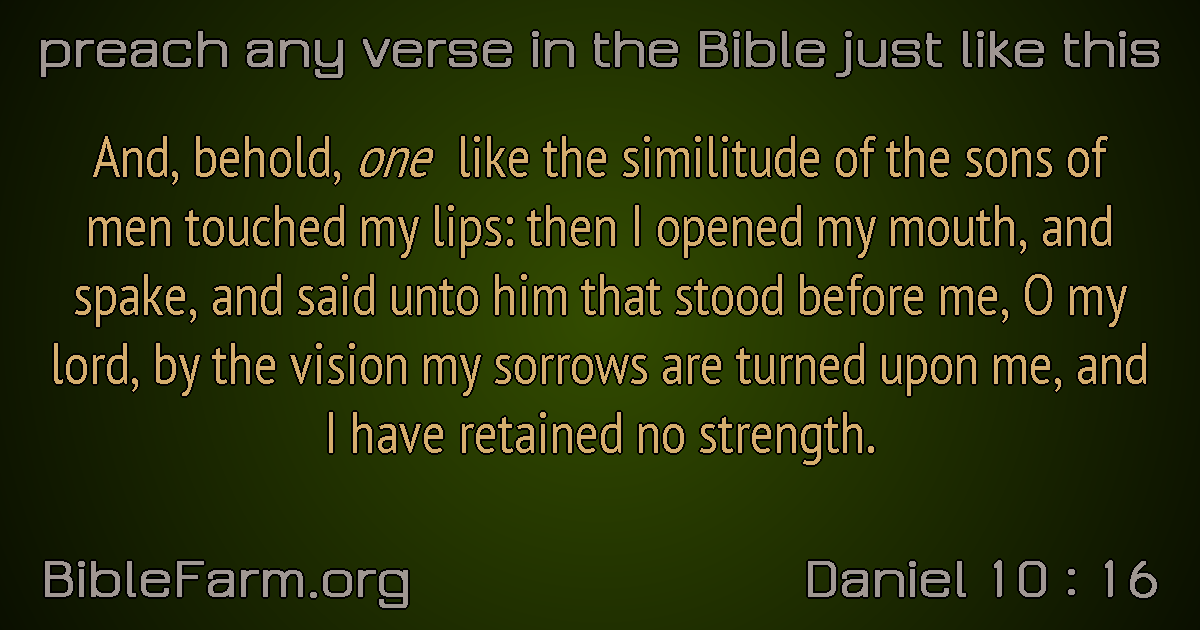 preach any verse in the Bible just like this
And, behold, one like the similitude of the sons of
men touched my lips: then I opened my mouth, and
spake, and said unto him that stood before me, O my
lord, by the vision my sorrows are turned upon me, and
I have retained no strength.
BibleFarm.org
Daniel 10 : 16